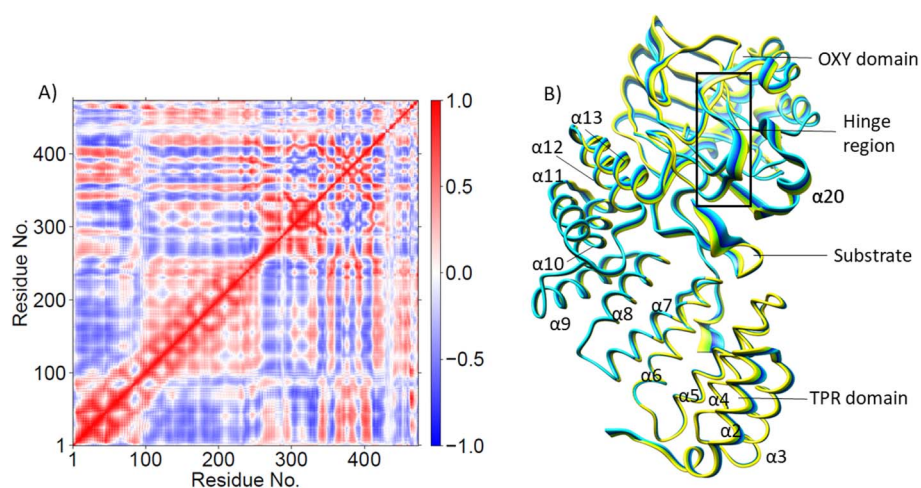 A)
1.0
0.5
0.0
−0.5
−1.0
400
300
200
100
1
Residue No.
1 100 200 300 400
Residue No.
B)
OXY domain
Hinge
region
α13
α12
α11
α20
α10
Substrate
α9
α8
α7
α6
α5
α4
TPR domain
α2
α3